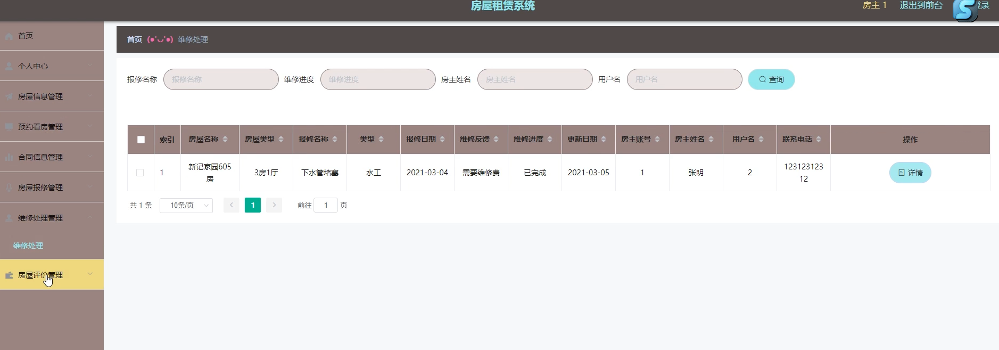 房屋租赁系统
房主 1 退出到前台 登录
首页
个人中心
房屋信息管理
预约看房管理
合同信息管理
房屋报修管理
维修处理管理
维修处理
房屋评价管理
首页 (●'◡'●) 维修处理
报修名称 报修名称 维修进度 维修进度 房主姓名 房主姓名 用户名 用户名 查询
索引 房屋名称 房屋类型 报修名称 类型 报修日期 维修反馈 维修进度 更新日期 房主账号 房主姓名 用户名 联系电话 操作
1 新记家园605房 3房1厅 下水管堵塞 水工 2021-03-04 需要维修费 已完成 2021-03-05 1 张明 2 12312312312 详情
共 1 条 10条/页 < 1 > 前往 1 页